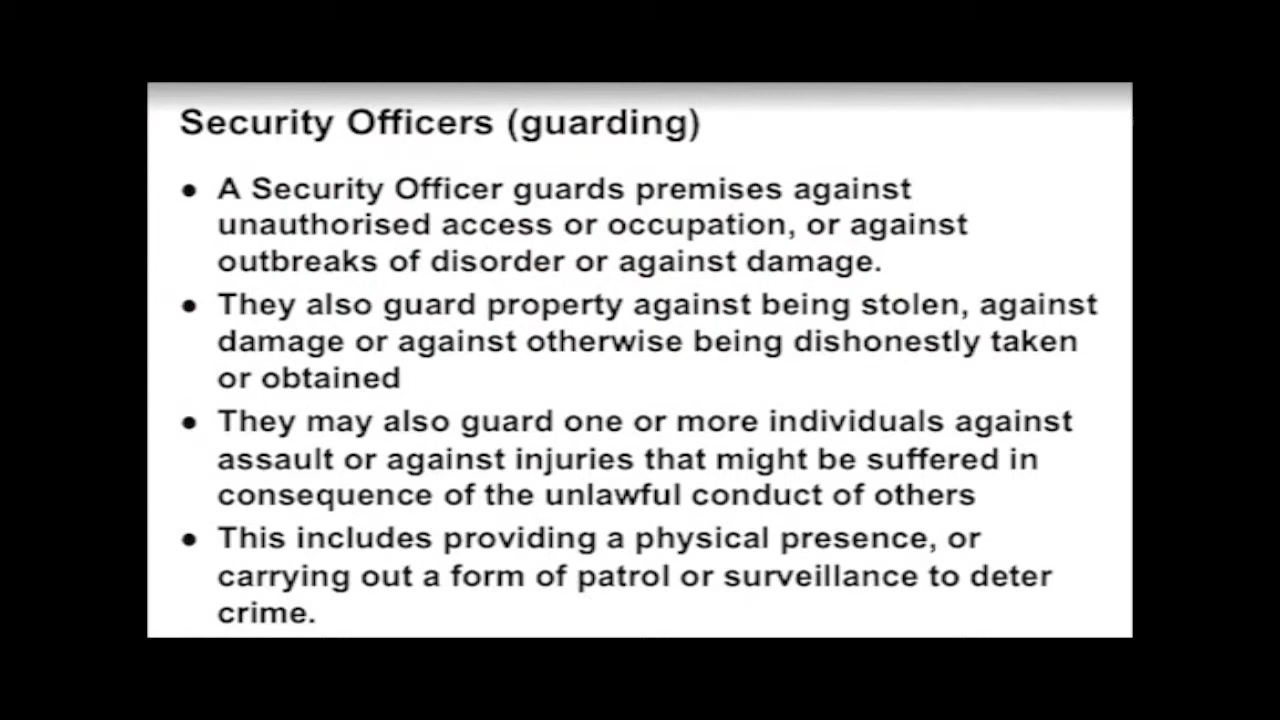 Security Officers (guarding)
● A Security Officer guards premises against
unauthorised access or occupation, or against
outbreaks of disorder or against damage.
● They also guard property against being stolen, against
damage or against otherwise being dishonestly taken
or obtained
● They may also guard one or more individuals against
assault or against injuries that might be suffered in
consequence of the unlawful conduct of others
● This includes providing a physical presence, or
carrying out a form of patrol or surveillance to deter
crime.